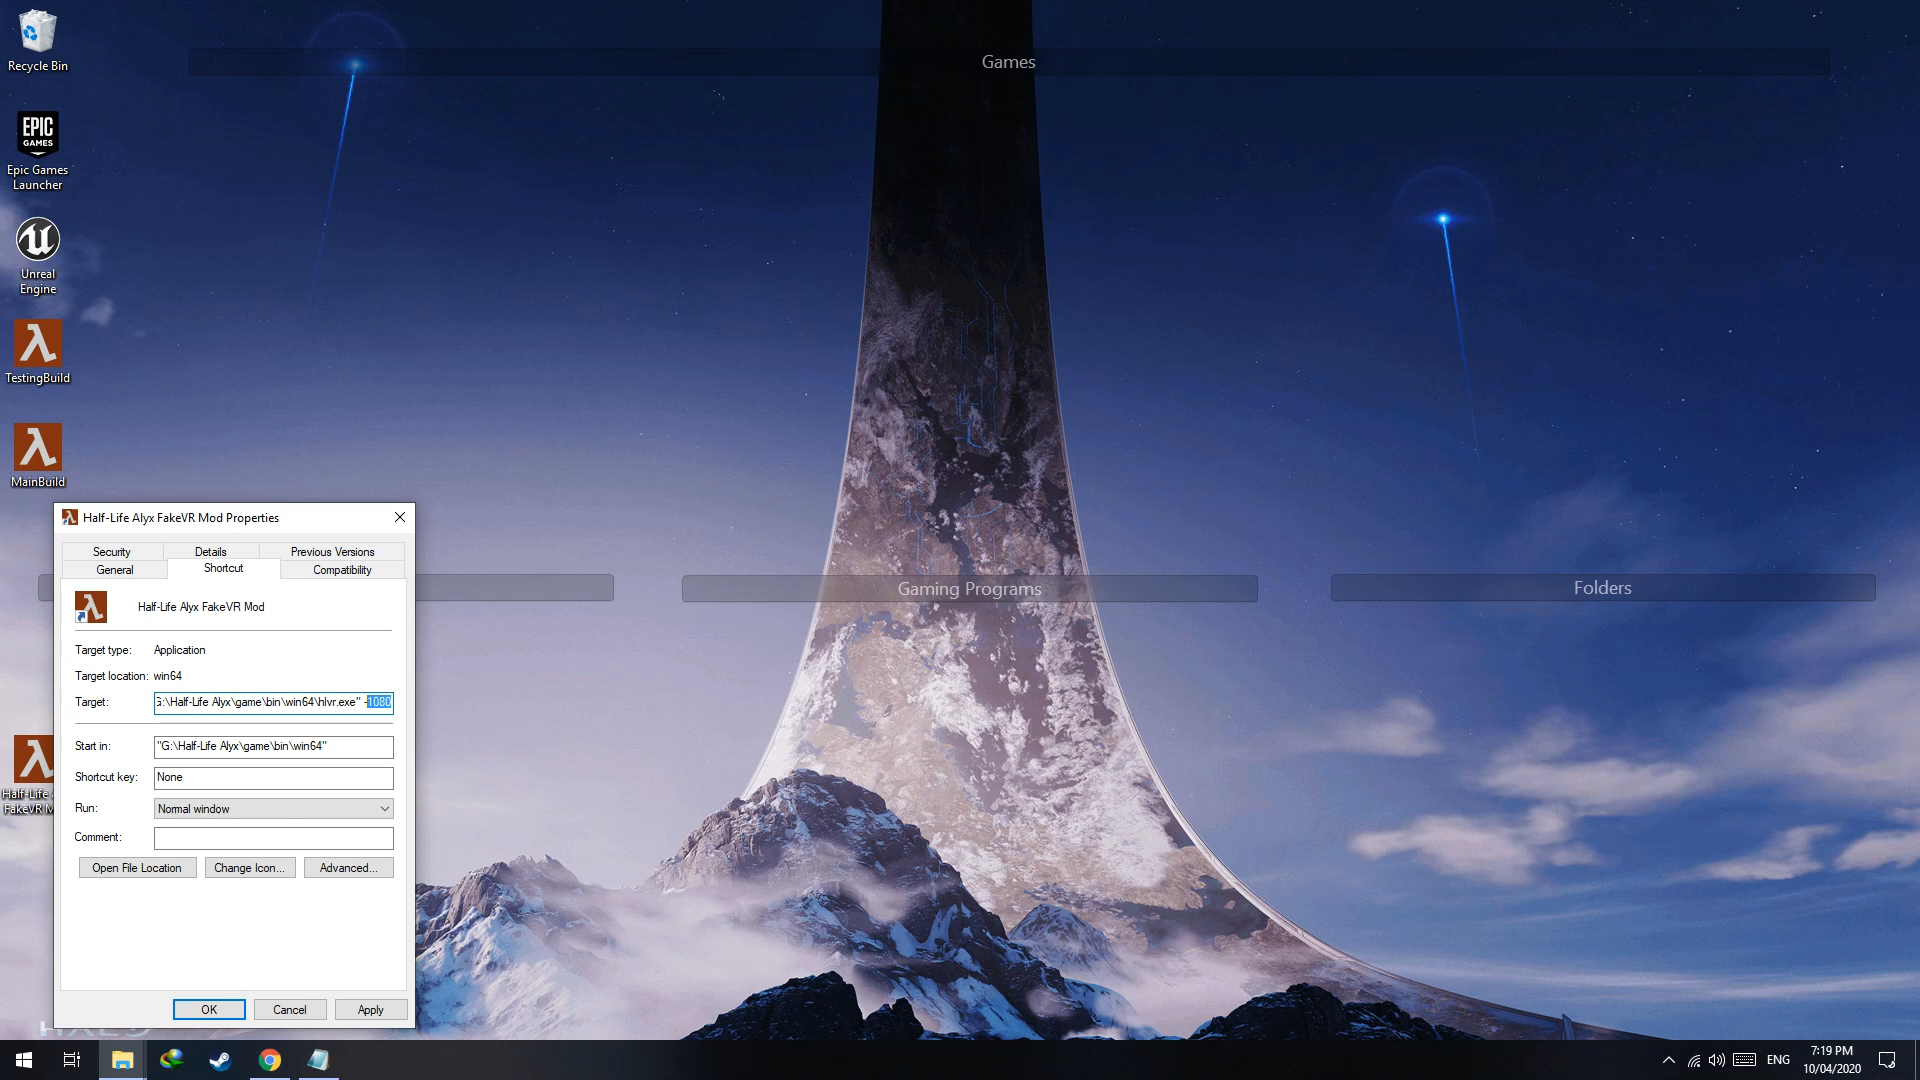 Recycle Bin
Games
EPIC
GAMES
Epic Games
Launcher
Unreal
Engine
TestingBuild
MainBuild
Half-Life Alyx FakeVR Mod Properties
Security
Details
Previous Versions
General
Shortcut
Compatibility
Gaming Programs
Folders
Half-Life Alyx FakeVR Mod
Target type:
Application
Target location:
win64
Target:
G:\Half-Life Alyx\game\bin\win64\hlvr.exe" -1080
Start in:
"G:\Half-Life Alyx\game\bin\win64"
Shortcut key:
None
Half-Life
FakeVR M
Run:
Normal window
Comment:
Open File Location
Change Icon...
Advanced...
OK
Cancel
Apply
ENG
7:19 PM
10/04/2020